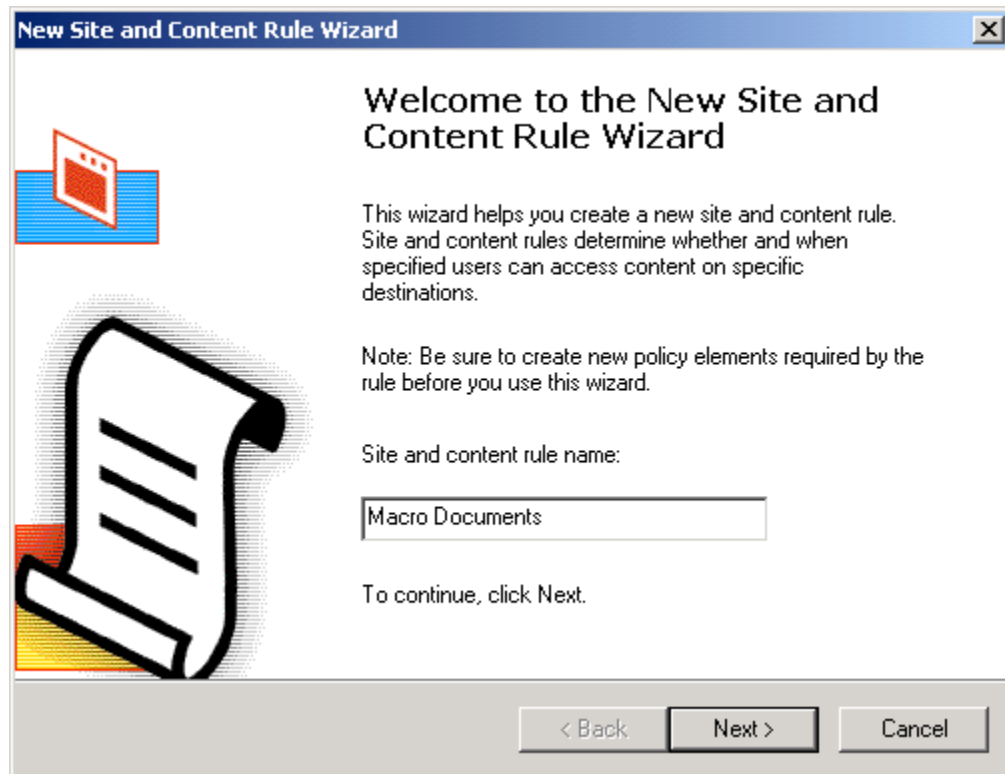 New Site and Content Rule Wizard
Welcome to the New Site and
Content Rule Wizard
This wizard helps you create a new site and content rule.
Site and content rules determine whether and when
specified users can access content on specific
destinations.
Note: Be sure to create new policy elements required by the
rule before you use this wizard.
Site and content rule name:
Macro Documents
To continue, click Next.
< Back
Next >
Cancel